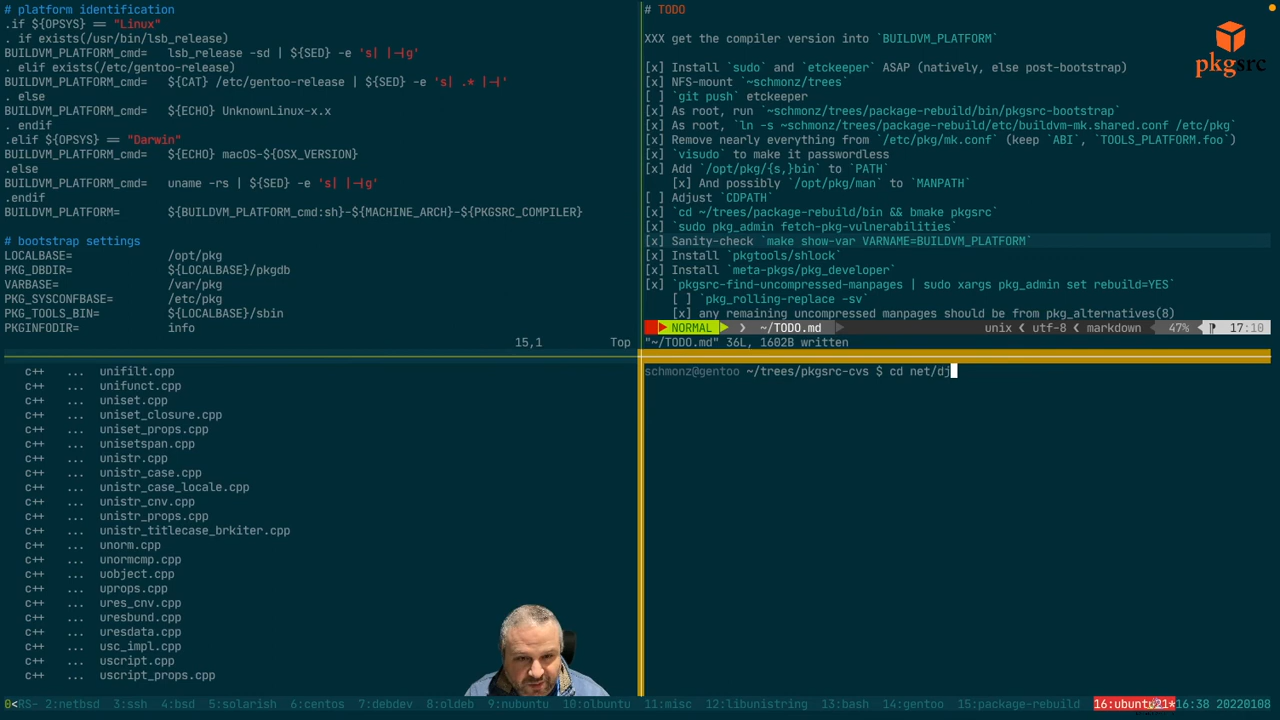 # platform identification
.if ${OPSYS} == "Linux"
. if exists(/usr/bin/lsb_release)
BUILDVM_PLATFORM_cmd= lsb_release -sd | ${SED} -e 's| |-|g'
. elif exists(/etc/gentoo-release)
BUILDVM_PLATFORM_cmd= ${CAT} /etc/gentoo-release | ${SED} -e 's| .* |-|'
. else
BUILDVM_PLATFORM_cmd= ${ECHO} UnknownLinux-x.x
. endif
.elif ${OPSYS} == "Darwin"
BUILDVM_PLATFORM_cmd= ${ECHO} macOS-${OSX_VERSION}
.else
BUILDVM_PLATFORM_cmd= uname -rs | ${SED} -e 's| |-|g'
.endif
BUILDVM_PLATFORM= ${BUILDVM_PLATFORM_cmd:sh}-${MACHINE_ARCH}-${PKGSRC_COMPILER}
# bootstrap settings
LOCALBASE= /opt/pkg
PKG_DBDIR= ${LOCALBASE}/pkgdb
VARBASE= /var/pkg
PKG_SYSCONFBASE= /etc/pkg
PKG_TOOLS_BIN= ${LOCALBASE}/sbin
PKGINFODIR= info
15,1 Top
# TODO
XXX get the compiler version into `BUILDVM_PLATFORM`
[x] Install `sudo` and `etckeeper` ASAP (natively, else post-bootstrap)
[x] NFS-mount `~schmonz/trees`
[ ] `git push` etckeeper
[x] As root, run `~schmonz/trees/package-rebuild/bin/pkgsrc-bootstrap`
[x] As root, `ln -s ~schmonz/trees/package-rebuild/etc/buildvm-mk.shared.conf /etc/pkg`
[x] Remove nearly everything from `/etc/pkg/mk.conf` (keep `ABI`, `TOOLS_PLATFORM.foo`)
[x] `visudo` to make it passwordless
[x] Add `/opt/pkg/{s,}bin` to `PATH`
[x] And possibly `/opt/pkg/man` to `MANPATH`
[ ] Adjust `CDPATH`
[x] `cd ~/trees/package-rebuild/bin && bmake pkgsrc`
[x] `sudo pkg_admin fetch-pkg-vulnerabilities`
[x] Sanity-check `make show-var VARNAME=BUILDVM_PLATFORM`
[x] Install `pkgtools/shlock`
[x] Install `meta-pkgs/pkg_developer`
[x] `pkgsrc-find-uncompressed-manpages | sudo xargs pkg_admin set rebuild=YES`
[ ] `pkg_rolling-replace -sv`
[x] any remaining uncompressed manpages should be from pkg_alternatives(8)
NORMAL ~/TODO.md unix utf-8 markdown 47% 17:10
"~/TODO.md" 36L, 1602B written
pkgsrc
c++ ... unifilt.cpp
c++ ... unifunct.cpp
c++ ... uniset.cpp
c++ ... uniset_closure.cpp
c++ ... uniset_props.cpp
c++ ... unisetspan.cpp
c++ ... unistr.cpp
c++ ... unistr_case.cpp
c++ ... unistr_case_locale.cpp
c++ ... unistr_cnv.cpp
c++ ... unistr_props.cpp
c++ ... unistr_titlecase_brkiter.cpp
c++ ... unorm.cpp
c++ ... unormcmp.cpp
c++ ... uobject.cpp
c++ ... uprops.cpp
c++ ... ures_cnv.cpp
c++ ... uresbund.cpp
c++ ... uresdata.cpp
c++ ... usc_impl.cpp
c++ ... uscript.cpp
c++ ... uscript_props.cpp
schmonz@gentoo ~/trees/pkgsrc-cvs $ cd net/dj
0<RS- 2:netbsd 3:ssh 4:bsd 5:solarish 6:centos 7:debdev 8:oldeb 9:nubuntu 10:olbuntu 11:misc 12:libunistring 13:bash 14:gentoo 15:package-rebuild 16:ubuntu21* 16:38 20220108